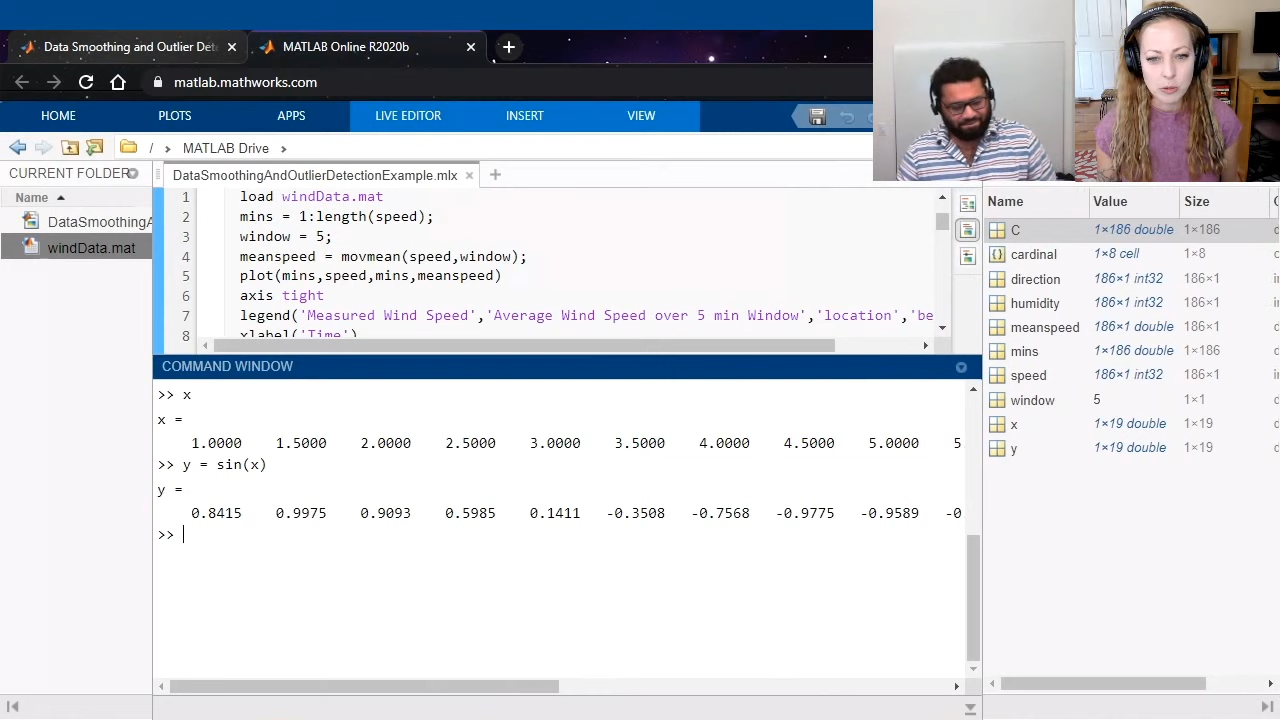 Data Smoothing and Outlier Det
MATLAB Online R2020b
matlab.mathworks.com
HOME PLOTS APPS LIVE EDITOR INSERT VIEW
/ MATLAB Drive
CURRENT FOLDER
DataSmoothingAndOutlierDetectionExample.mlx
Name
DataSmoothingA
windData.mat
1 load windData.mat
2 mins = 1:length(speed);
3 window = 5;
4 meanspeed = movmean(speed,window);
5 plot(mins,speed,mins,meanspeed)
6 axis tight
7 legend('Measured Wind Speed','Average Wind Speed over 5 min Window','location','be
8 xlabel('Time')
COMMAND WINDOW
>> x
x =
1.0000 1.5000 2.0000 2.5000 3.0000 3.5000 4.0000 4.5000 5.0000 5
>> y = sin(x)
y =
0.8415 0.9975 0.9093 0.5985 0.1411 -0.3508 -0.7568 -0.9775 -0.9589 -0
>>
Name Value Size
C 1×186 double 1×186
cardinal 1×8 cell 1×8
direction 186×1 int32 186×1
humidity 186×1 int32 186×1
meanspeed 186×1 double 186×1
mins 1×186 double 1×186
speed 186×1 int32 186×1
window 5 1×1
x 1×19 double 1×19
y 1×19 double 1×19